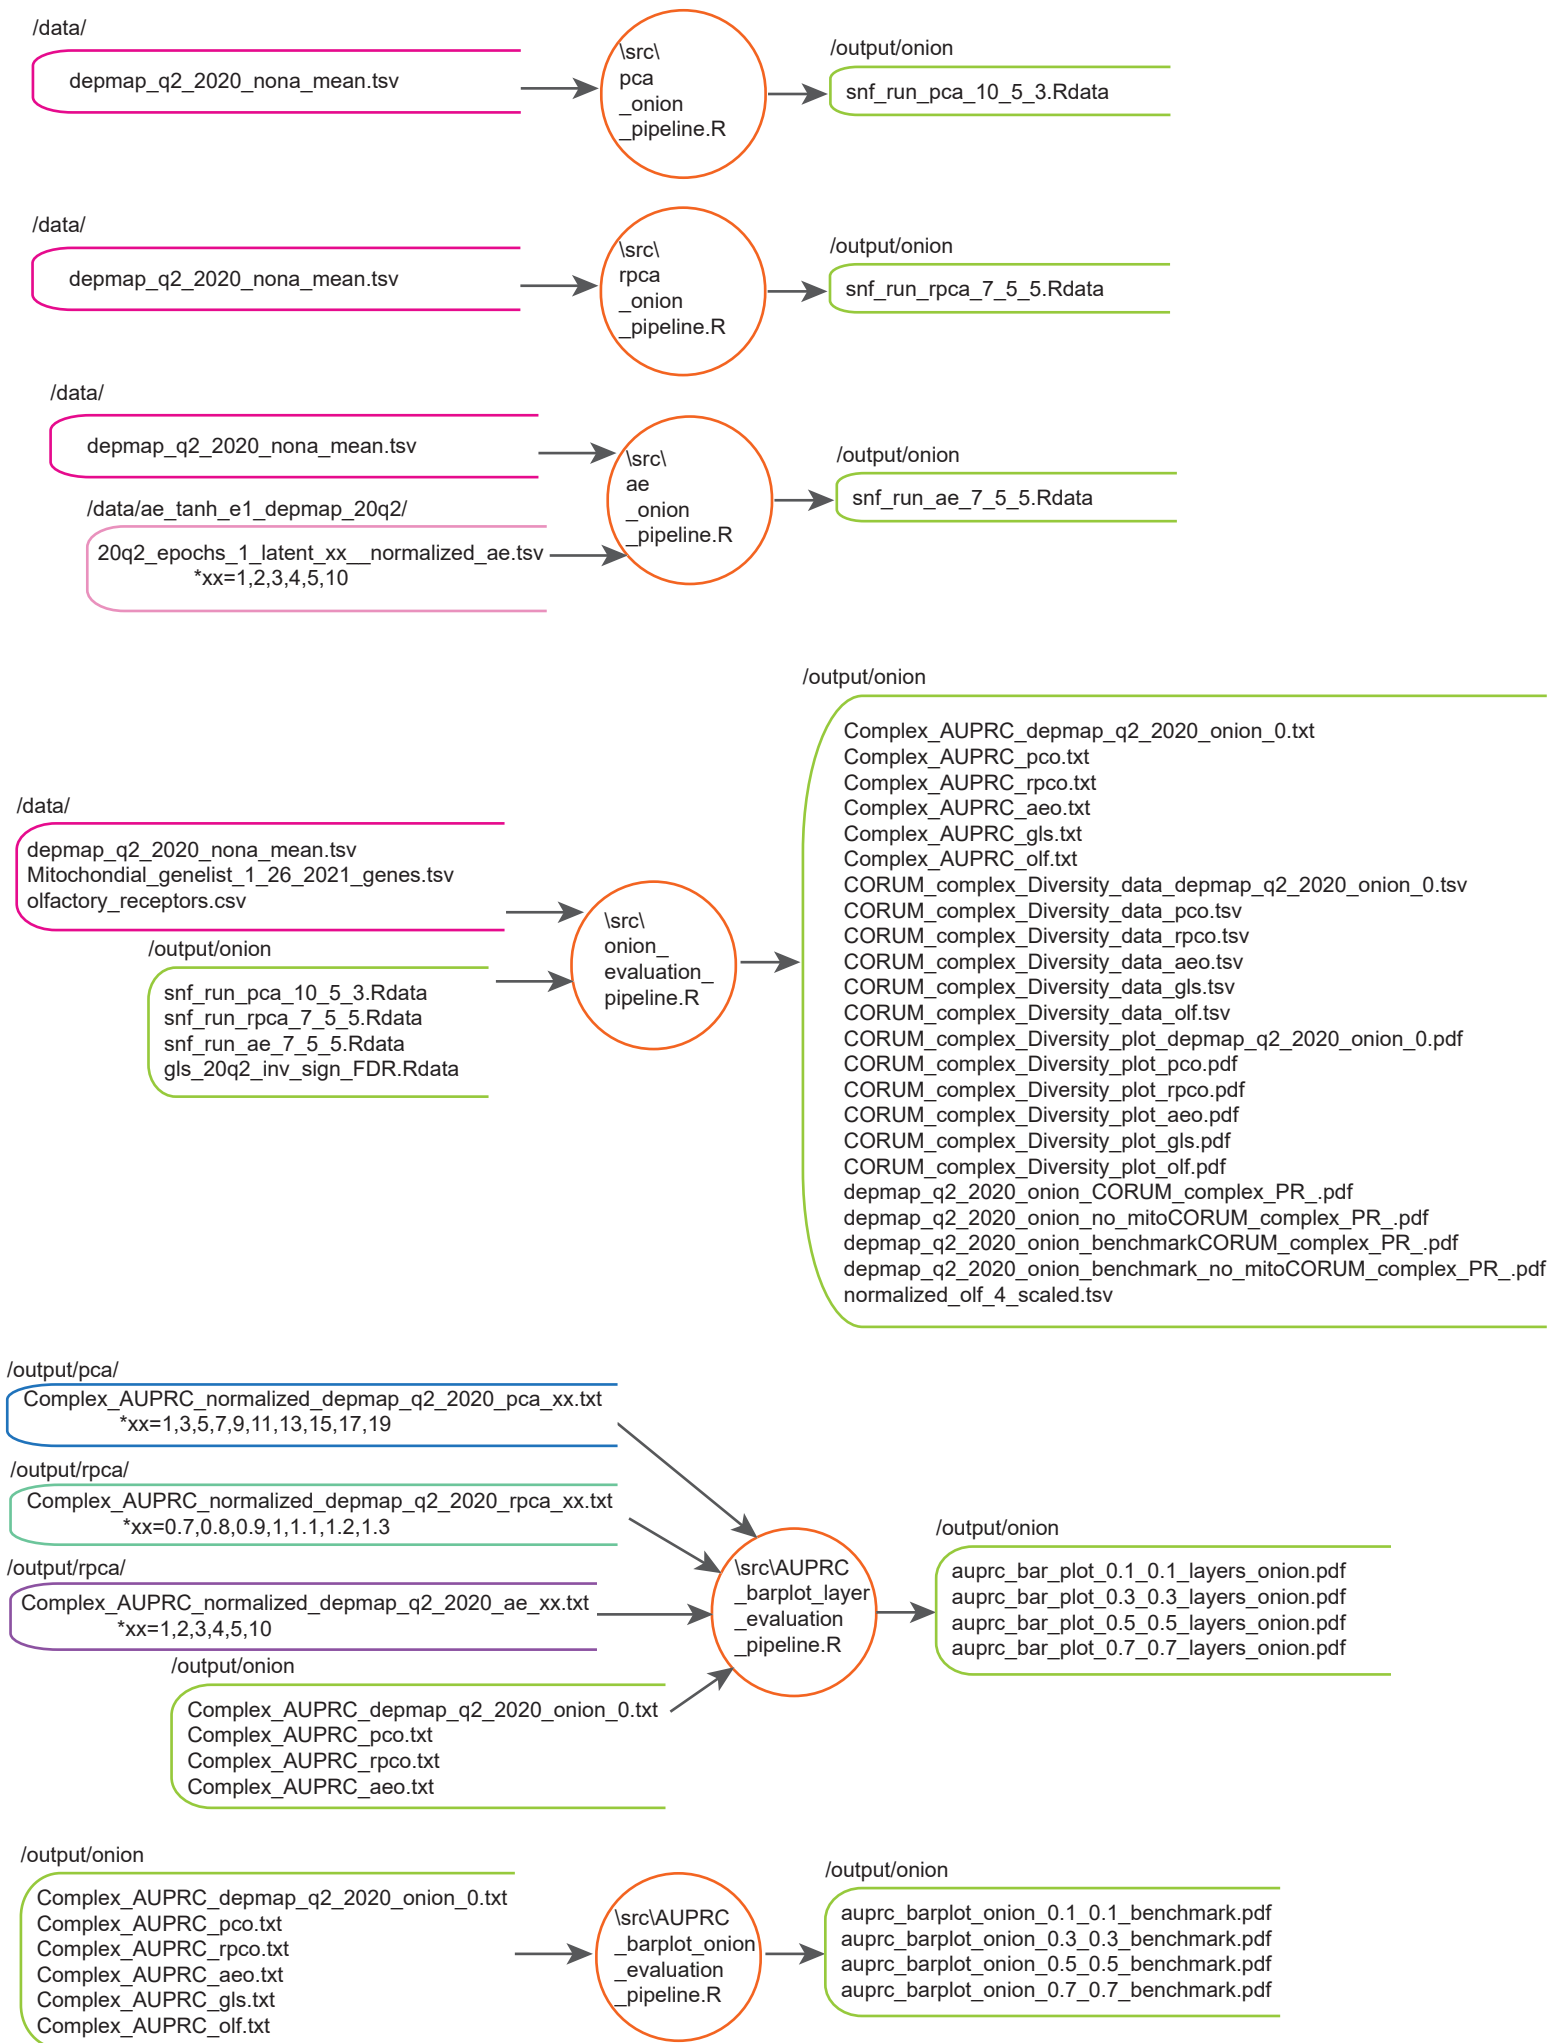 /data/
depmap_q2_2020_nona_mean.tsv
\src\
pca
_onion
_pipeline.R
/output/onion
snf_run_pca_10_5_3.Rdata
/data/
depmap_q2_2020_nona_mean.tsv
\src\
rpca
_onion
_pipeline.R
/output/onion
snf_run_rpca_7_5_5.Rdata
/data/
depmap_q2_2020_nona_mean.tsv
/data/ae_tanh_e1_depmap_20q2/
20q2_epochs_1_latent_xx__normalized_ae.tsv
*xx=1,2,3,4,5,10
\src\
ae
_onion
_pipeline.R
/output/onion
snf_run_ae_7_5_5.Rdata
/data/
depmap_q2_2020_nona_mean.tsv
Mitochondial_genelist_1_26_2021_genes.tsv
olfactory_receptors.csv
/output/onion
snf_run_pca_10_5_3.Rdata
snf_run_rpca_7_5_5.Rdata
snf_run_ae_7_5_5.Rdata
gls_20q2_inv_sign_FDR.Rdata
\src\
onion_
evaluation_
pipeline.R
/output/onion
Complex_AUPRC_depmap_q2_2020_onion_0.txt
Complex_AUPRC_pco.txt
Complex_AUPRC_rpco.txt
Complex_AUPRC_aeo.txt
Complex_AUPRC_gls.txt
Complex_AUPRC_olf.txt
CORUM_complex_Diversity_data_depmap_q2_2020_onion_0.tsv
CORUM_complex_Diversity_data_pco.tsv
CORUM_complex_Diversity_data_rpco.tsv
CORUM_complex_Diversity_data_aeo.tsv
CORUM_complex_Diversity_data_gls.tsv
CORUM_complex_Diversity_data_olf.tsv
CORUM_complex_Diversity_plot_depmap_q2_2020_onion_0.pdf
CORUM_complex_Diversity_plot_pco.pdf
CORUM_complex_Diversity_plot_rpco.pdf
CORUM_complex_Diversity_plot_aeo.pdf
CORUM_complex_Diversity_plot_gls.pdf
CORUM_complex_Diversity_plot_olf.pdf
depmap_q2_2020_onion_CORUM_complex_PR_.pdf
depmap_q2_2020_onion_no_mitoCORUM_complex_PR_.pdf
depmap_q2_2020_onion_benchmarkCORUM_complex_PR_.pdf
depmap_q2_2020_onion_benchmark_no_mitoCORUM_complex_PR_.pdf
normalized_olf_4_scaled.tsv
/output/pca/
Complex_AUPRC_normalized_depmap_q2_2020_pca_xx.txt
*xx=1,3,5,7,9,11,13,15,17,19
/output/rpca/
Complex_AUPRC_normalized_depmap_q2_2020_rpca_xx.txt
*xx=0.7,0.8,0.9,1,1.1,1.2,1.3
/output/rpca/
Complex_AUPRC_normalized_depmap_q2_2020_ae_xx.txt
*xx=1,2,3,4,5,10
/output/onion
Complex_AUPRC_depmap_q2_2020_onion_0.txt
Complex_AUPRC_pco.txt
Complex_AUPRC_rpco.txt
Complex_AUPRC_aeo.txt
\src\AUPRC
_barplot_layer
_evaluation
_pipeline.R
/output/onion
auprc_bar_plot_0.1_0.1_layers_onion.pdf
auprc_bar_plot_0.3_0.3_layers_onion.pdf
auprc_bar_plot_0.5_0.5_layers_onion.pdf
auprc_bar_plot_0.7_0.7_layers_onion.pdf
/output/onion
Complex_AUPRC_depmap_q2_2020_onion_0.txt
Complex_AUPRC_pco.txt
Complex_AUPRC_rpco.txt
Complex_AUPRC_aeo.txt
Complex_AUPRC_gls.txt
Complex_AUPRC_olf.txt
\src\AUPRC
_barplot_onion
_evaluation
_pipeline.R
/output/onion
auprc_barplot_onion_0.1_0.1_benchmark.pdf
auprc_barplot_onion_0.3_0.3_benchmark.pdf
auprc_barplot_onion_0.5_0.5_benchmark.pdf
auprc_barplot_onion_0.7_0.7_benchmark.pdf